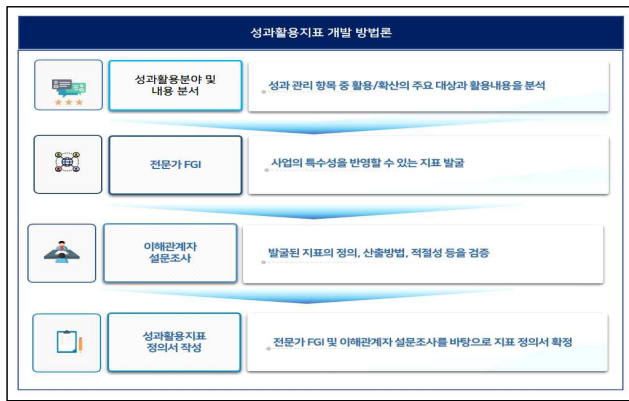 성과활용지표 개발 방법론
성과활용분야 및
내용 분서
성과 관리 항목 중 활용/확산의 주요 대상과 활용내용을 분석
전문가 FGI
사업의 특수성을 반영할 수 있는 지표 발굴
이해관계자
설문조사
발굴된 지표의 정의, 산출방법, 적절성 등을 검증
성과활용지표
정의서 작성
전문가 FGI 및 이해관계자 설문조사를 바탕으로 지표 정의서 확정